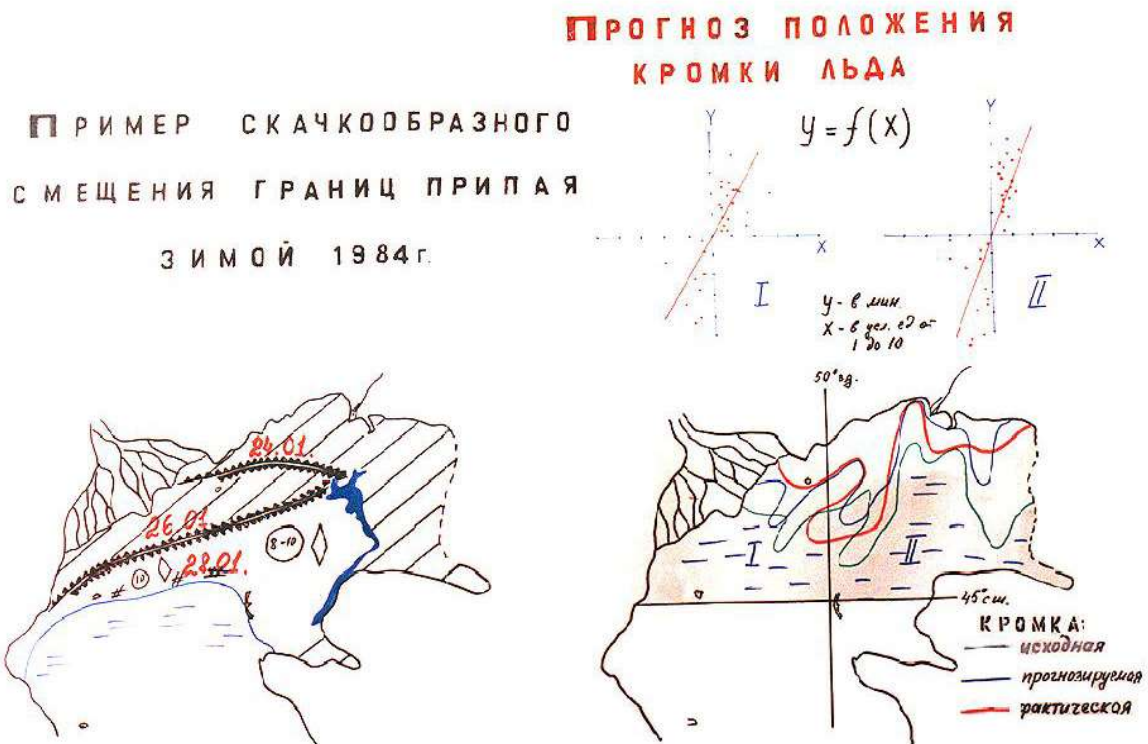 ПРОГНОЗ ПОЛОЖЕНИЯ
КРОМКИ ЛЬДА
ПРИМЕР СКАЧКООБРАЗНОГО
СМЕЩЕНИЯ ГРАНИЦ ПРИПАЯ
ЗИМОЙ 1984г.
Y
y = f(x)
Y
X
X
I
II
y - в мин.
x - в усл. ед от
1 до 10
50° вд.
24.01.
26.01.
8-10
10
28.01.
I
II
45° сш.
КРОМКА:
исходная
прогнозируемая
фактическая